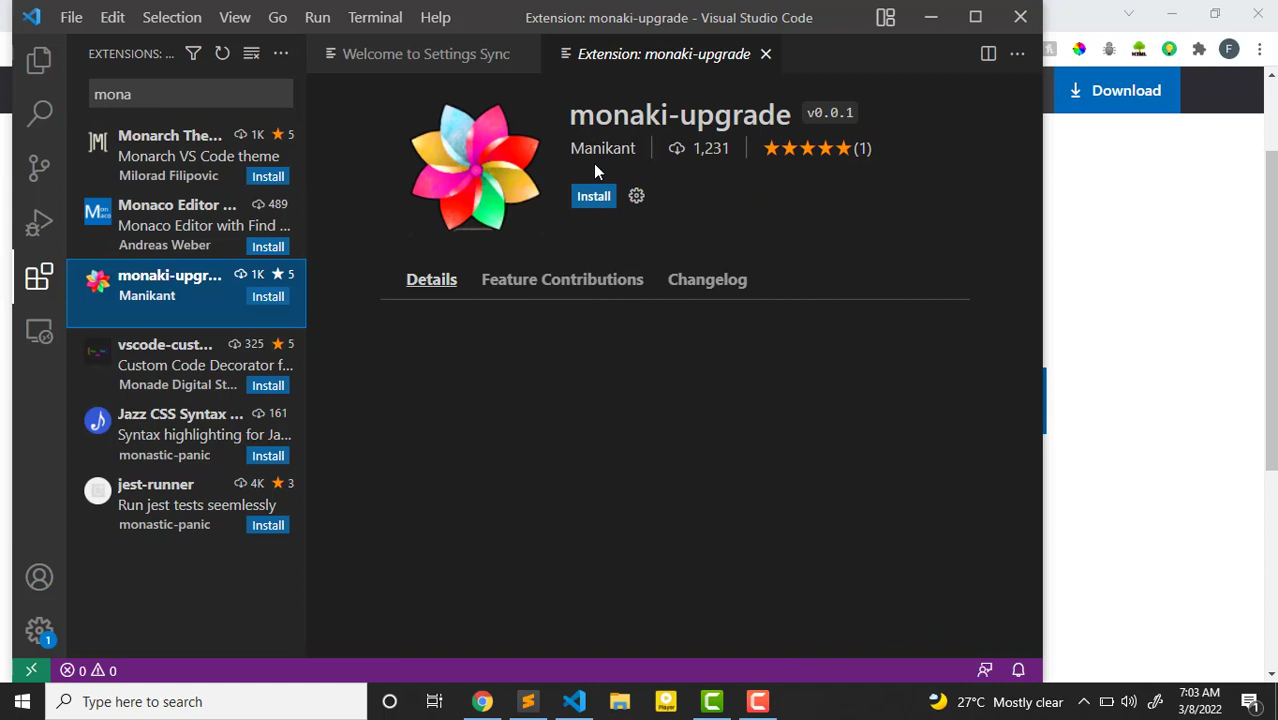 File Edit Selection View Go Run Terminal Help
Extension: monaki-upgrade - Visual Studio Code
EXTENSIONS: ...
Welcome to Settings Sync
Extension: monaki-upgrade
F
Download
mona
Monarch The... 1K 5
Monarch VS Code theme
Milorad Filipovic Install
Mon
aco
Monaco Editor ... 489
Monaco Editor with Find ...
Andreas Weber Install
monaki-upgr... 1K 5
Manikant Install
vscode-cust... 325 5
Custom Code Decorator f...
Monade Digital St... Install
Jazz CSS Syntax ... 161
Syntax highlighting for Ja...
monastic-panic Install
jest-runner 4K 3
Run jest tests seemlessly
monastic-panic Install
monaki-upgrade v0.0.1
Manikant 1,231 (1)
Install
Details Feature Contributions Changelog
1
0 0
Type here to search
Player
27°C Mostly clear
7:03 AM
3/8/2022
1